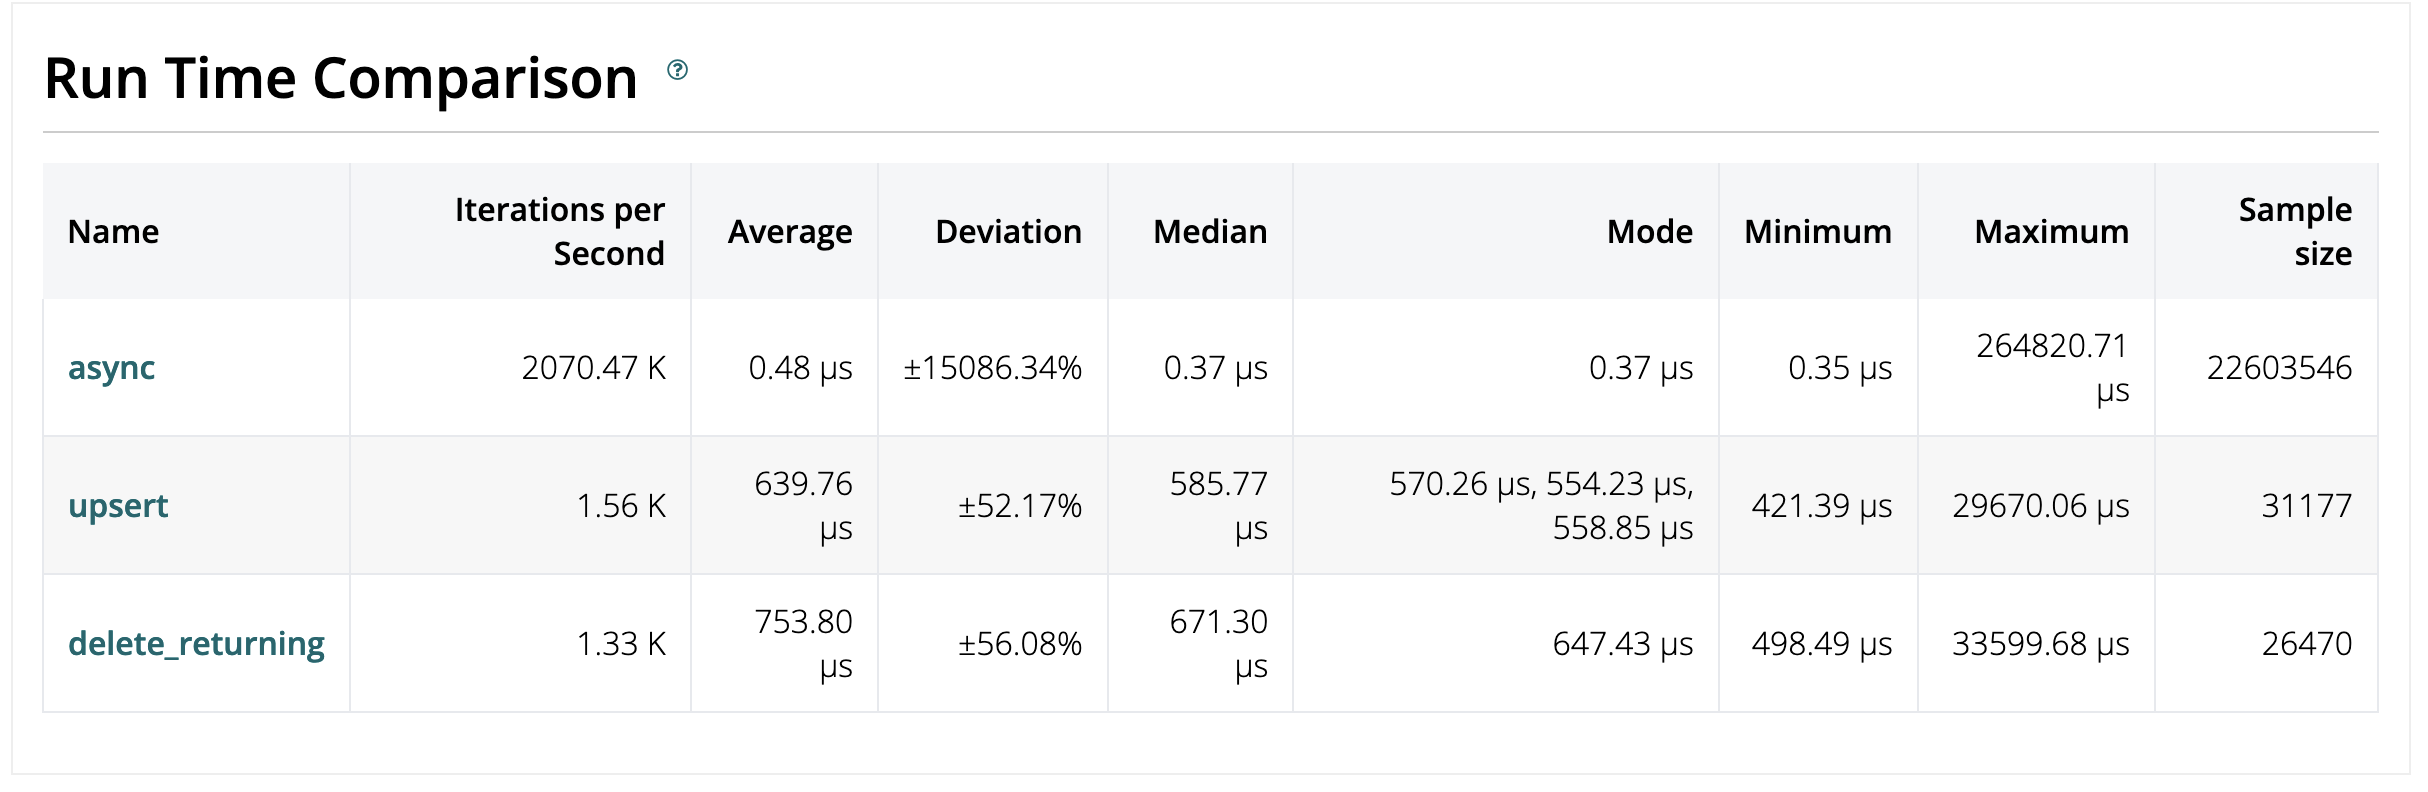 Run Time Comparison ?
Name Iterations per Second Average Deviation Median Mode Minimum Maximum Sample size
async 2070.47 K 0.48 µs ±15086.34% 0.37 µs 0.37 µs 0.35 µs 264820.71 µs 22603546
upsert 1.56 K 639.76 µs ±52.17% 585.77 µs 570.26 µs, 554.23 µs, 558.85 µs 421.39 µs 29670.06 µs 31177
delete_returning 1.33 K 753.80 µs ±56.08% 671.30 µs 647.43 µs 498.49 µs 33599.68 µs 26470